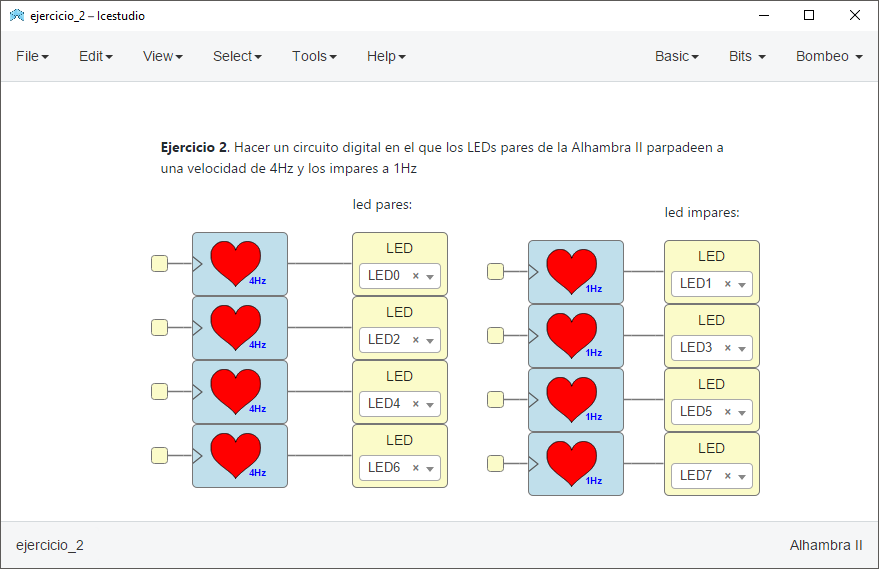 ejercicio_2 – Icestudio
File Edit View Select Tools Help Basic Bits Bombeo
Ejercicio 2. Hacer un circuito digital en el que los LEDs pares de la Alhambra II parpadeen a
una velocidad de 4Hz y los impares a 1Hz
led pares:
4Hz
LED
LED0
4Hz
LED
LED2
4Hz
LED
LED4
4Hz
LED
LED6
led impares:
1Hz
LED
LED1
1Hz
LED
LED3
1Hz
LED
LED5
1Hz
LED
LED7
ejercicio_2
Alhambra II